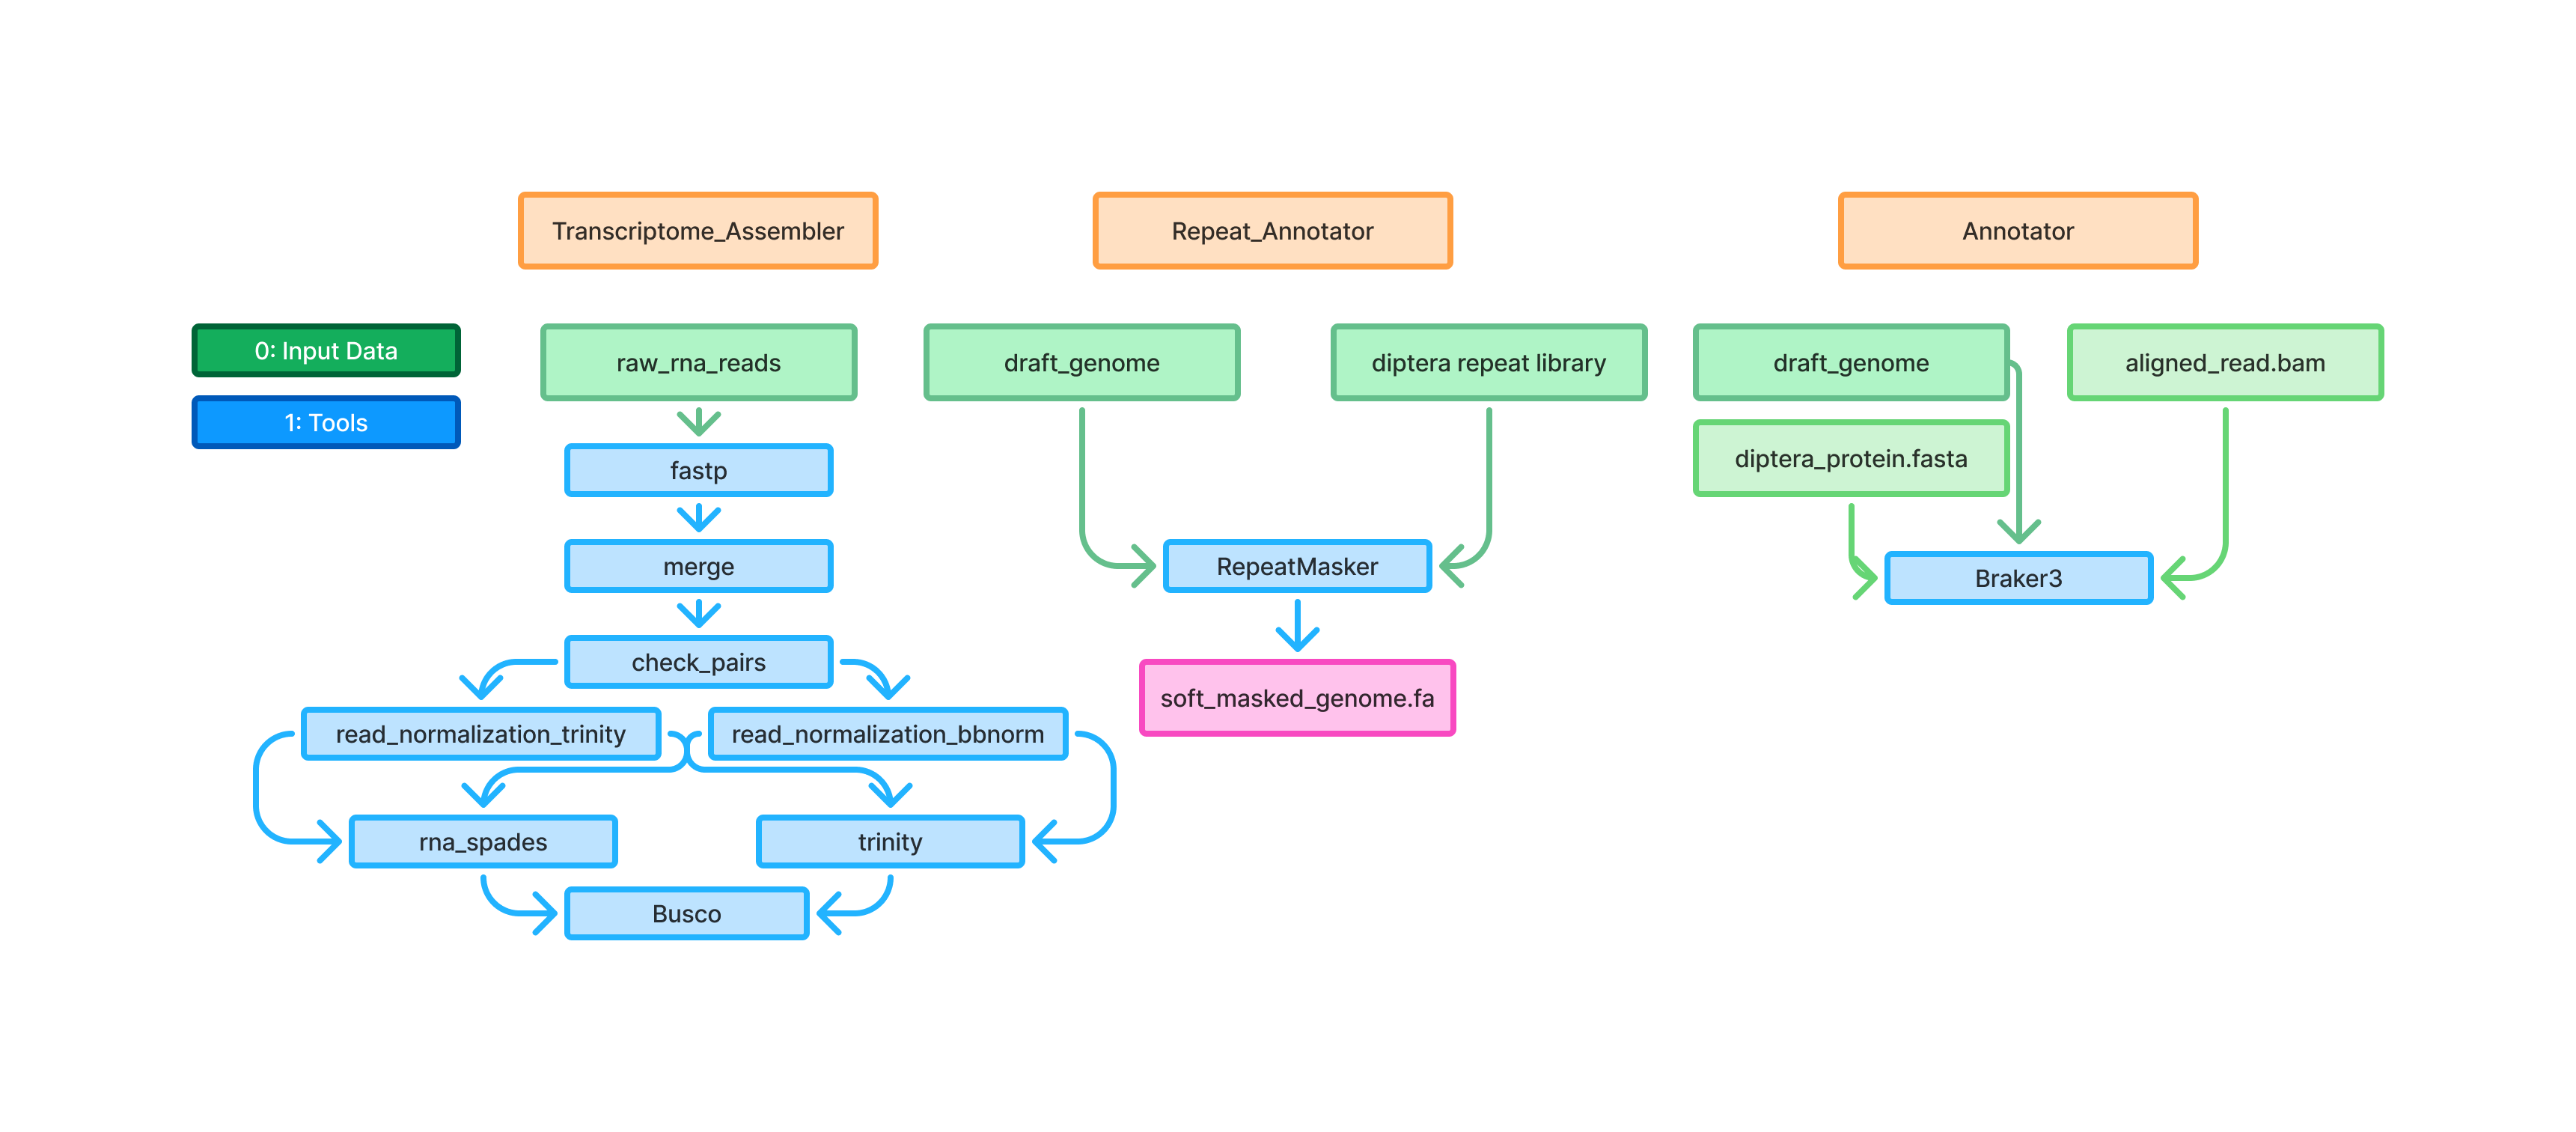 Transcriptome_Assembler
Repeat_Annotator
Annotator
0: Input Data
1: Tools
raw_rna_reads
draft_genome
diptera repeat library
draft_genome
aligned_read.bam
diptera_protein.fasta
fastp
merge
RepeatMasker
Braker3
check_pairs
soft_masked_genome.fa
read_normalization_trinity
read_normalization_bbnorm
rna_spades
trinity
Busco